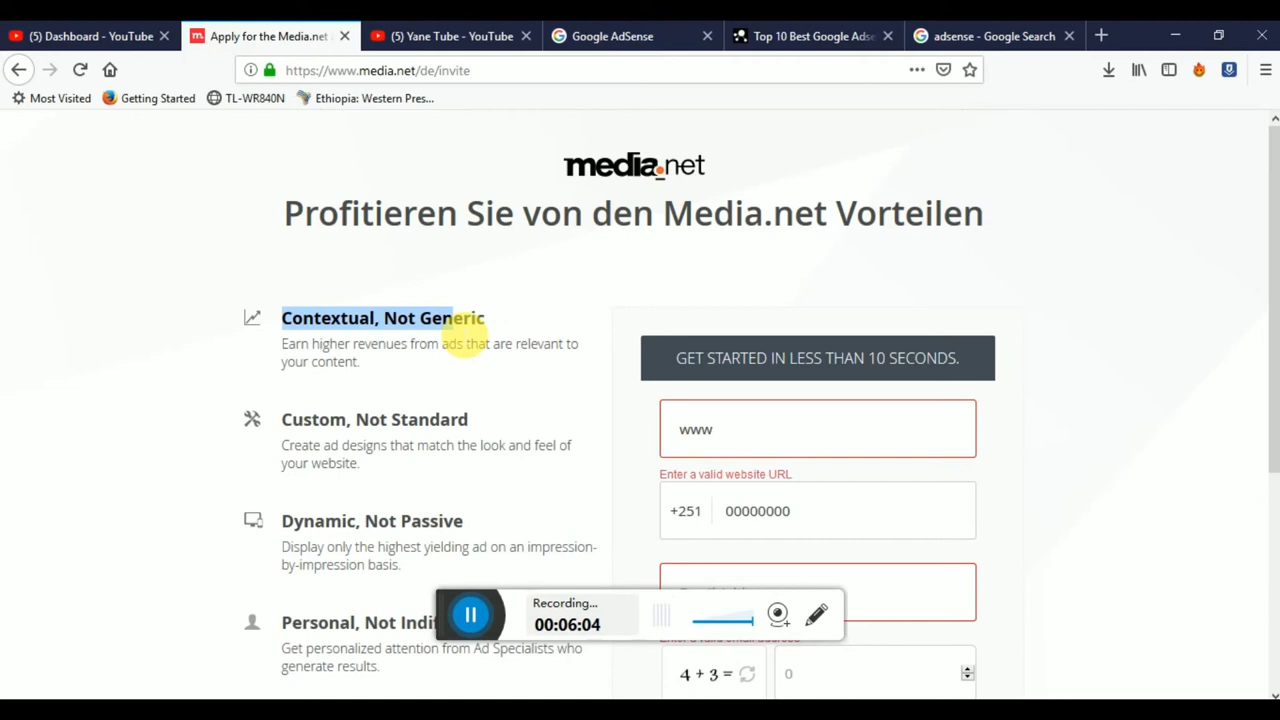 (5) Dashboard - YouTube
Apply for the Media.net
(5) Yane Tube - YouTube
Google AdSense
Top 10 Best Google Adse
adsense - Google Search
https://www.media.net/de/invite
Most Visited
Getting Started
TL-WR840N
Ethiopia: Western Pres...
media.net
Profitieren Sie von den Media.net Vorteilen
Contextual, Not Generic
Earn higher revenues from ads that are relevant to
your content.
Custom, Not Standard
Create ad designs that match the look and feel of
your website.
Dynamic, Not Passive
Display only the highest yielding ad on an impression-
by-impression basis.
Personal, Not Indif
Get personalized attention from Ad Specialists who
generate results.
GET STARTED IN LESS THAN 10 SECONDS.
www
Enter a valid website URL
+251 00000000
Enter a valid email address
4 + 3 = 0
Recording...
00:06:04